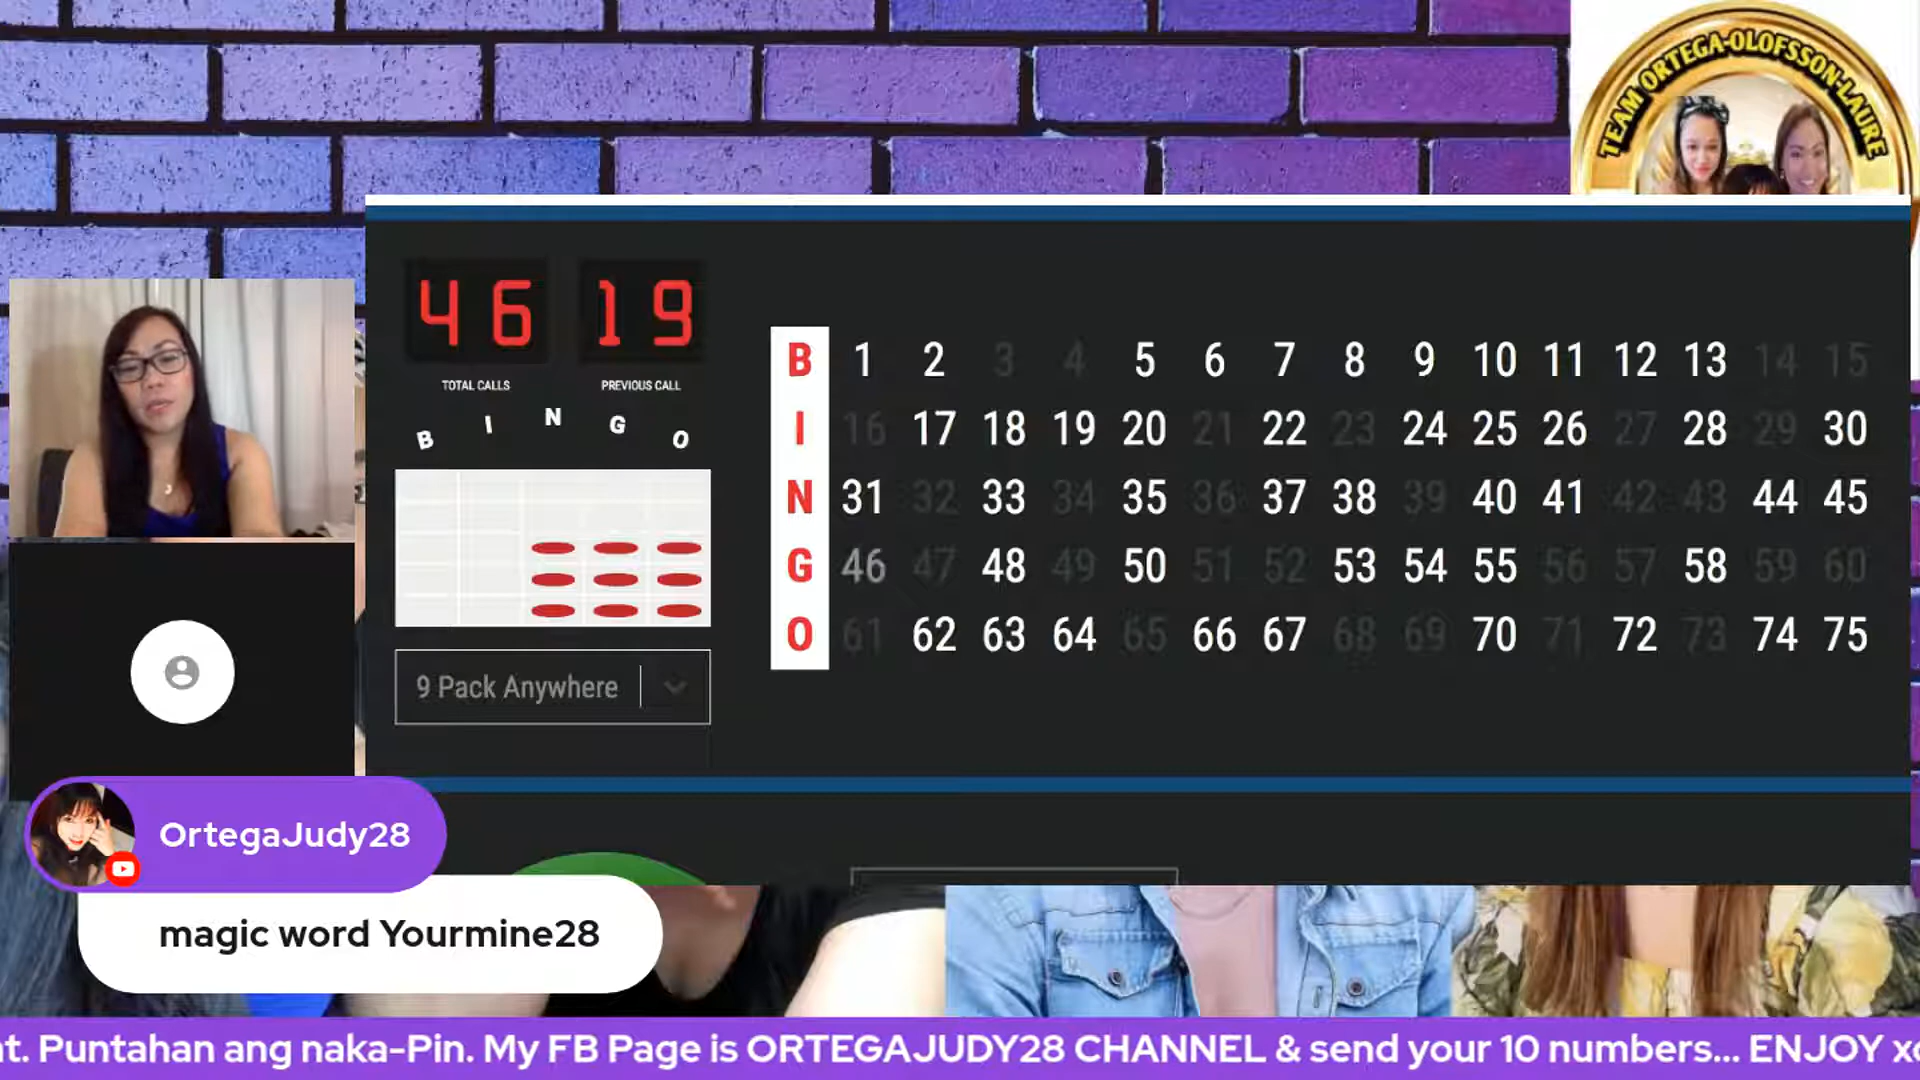 TEAM ORTEGA-OLOFSSON-LAURE
46 19
TOTAL CALLS PREVIOUS CALL
B I N G O
9 Pack Anywhere
B 1 2 3 4 5 6 7 8 9 10 11 12 13 14 15
I 16 17 18 19 20 21 22 23 24 25 26 27 28 29 30
N 31 32 33 34 35 36 37 38 39 40 41 42 43 44 45
G 46 47 48 49 50 51 52 53 54 55 56 57 58 59 60
O 61 62 63 64 65 66 67 68 69 70 71 72 73 74 75
OrtegaJudy28
magic word Yourmine28
. Puntahan ang naka-Pin. My FB Page is ORTEGAJUDY28 CHANNEL & send your 10 numbers... ENJOY